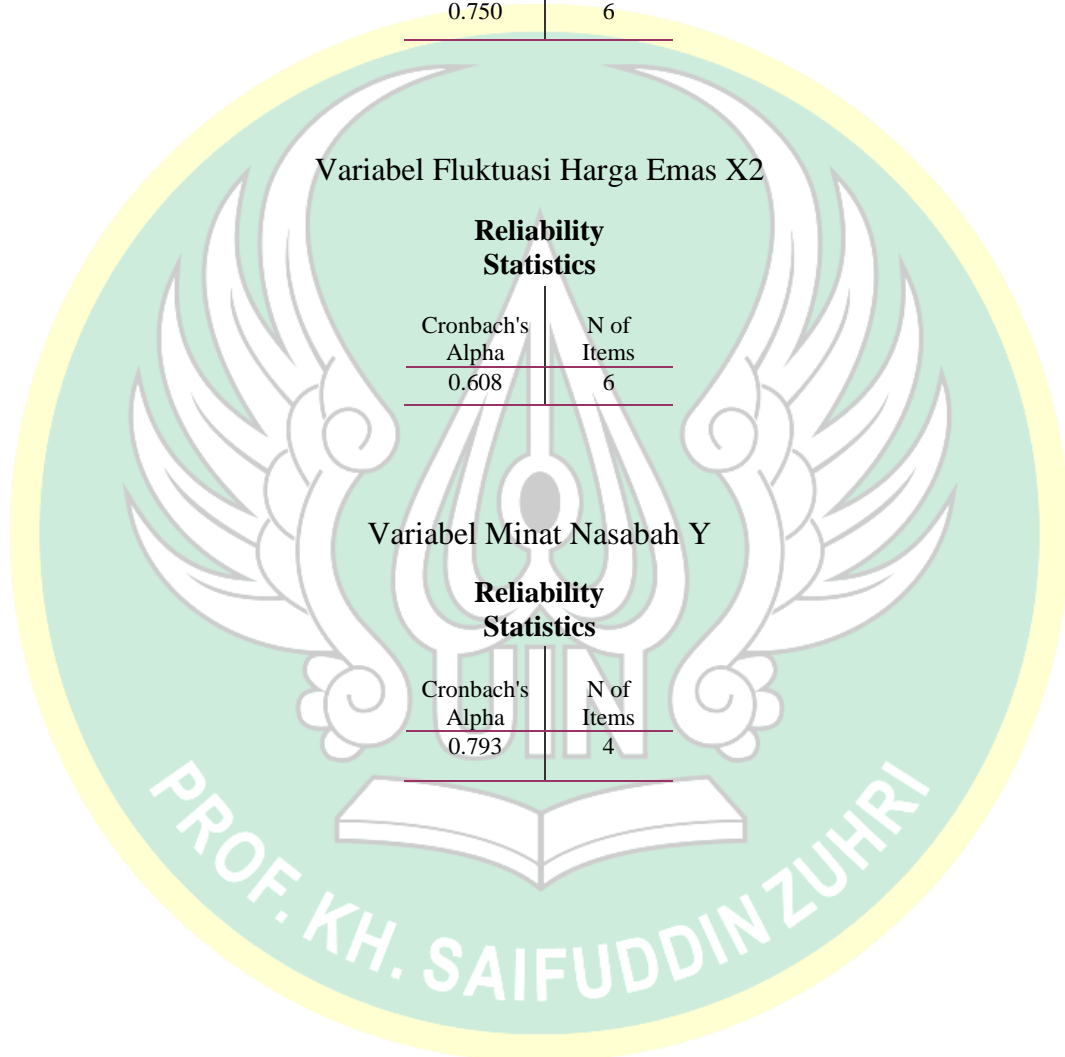 0.750 6
Variabel Fluktuasi Harga Emas X2
Reliability
Statistics
Cronbach's N of
Alpha Items
0.608 6
Variabel Minat Nasabah Y
Reliability
Statistics
Cronbach's N of
Alpha Items
0.793 4
UIN
PROF. KH. SAIFUDDIN ZUHRI